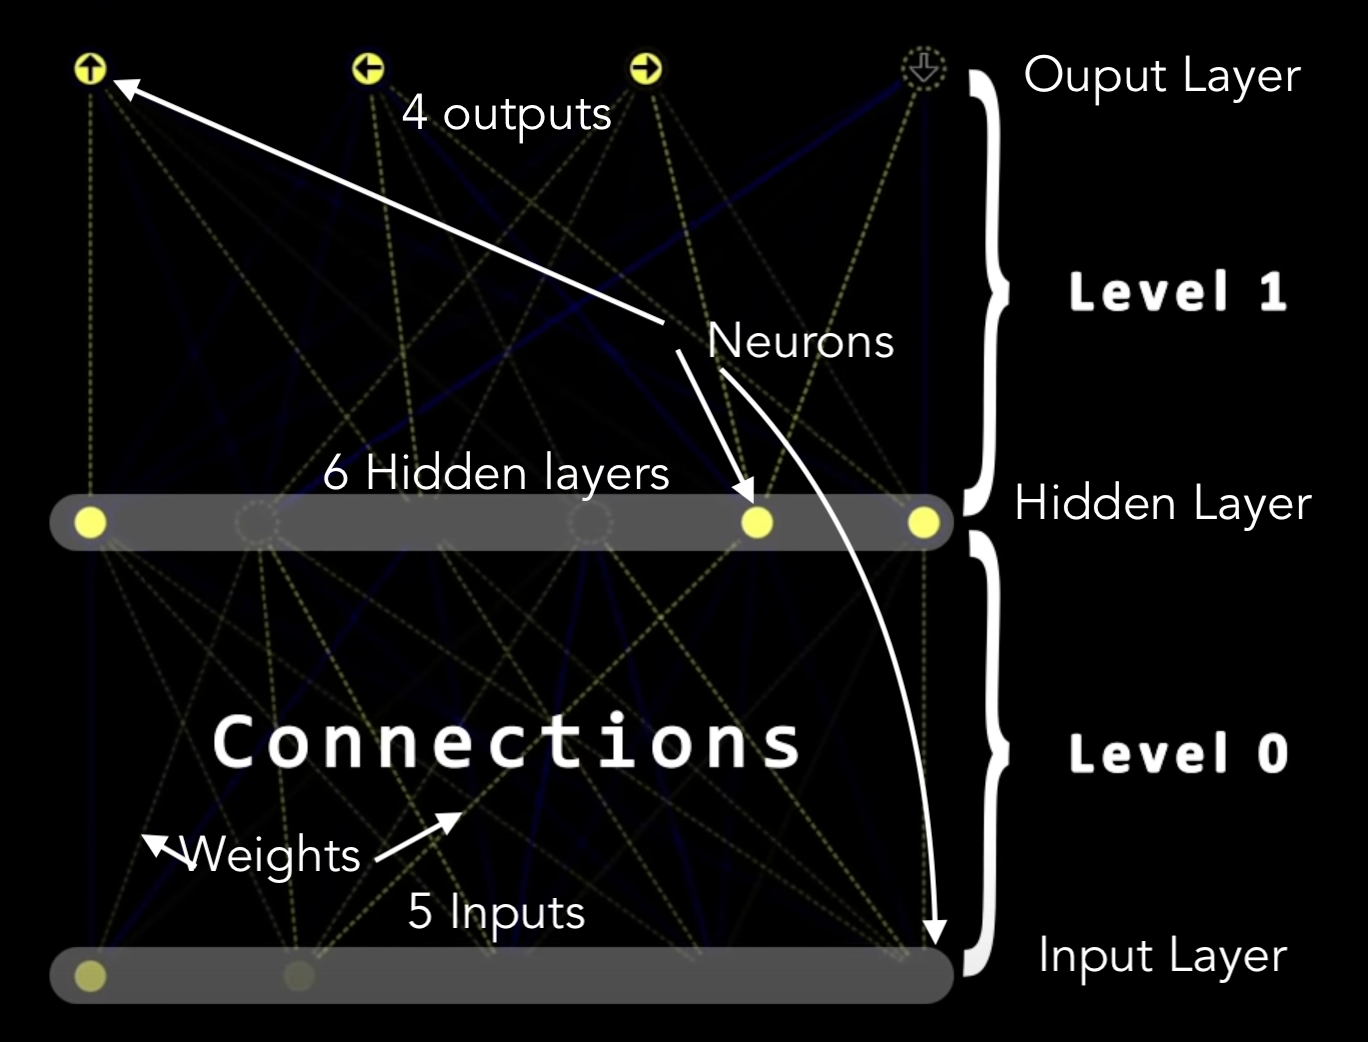 Ouput Layer
4 outputs
Level 1
Neurons
6 Hidden layers
Hidden Layer
Connections
Level 0
Weights
5 Inputs
Input Layer